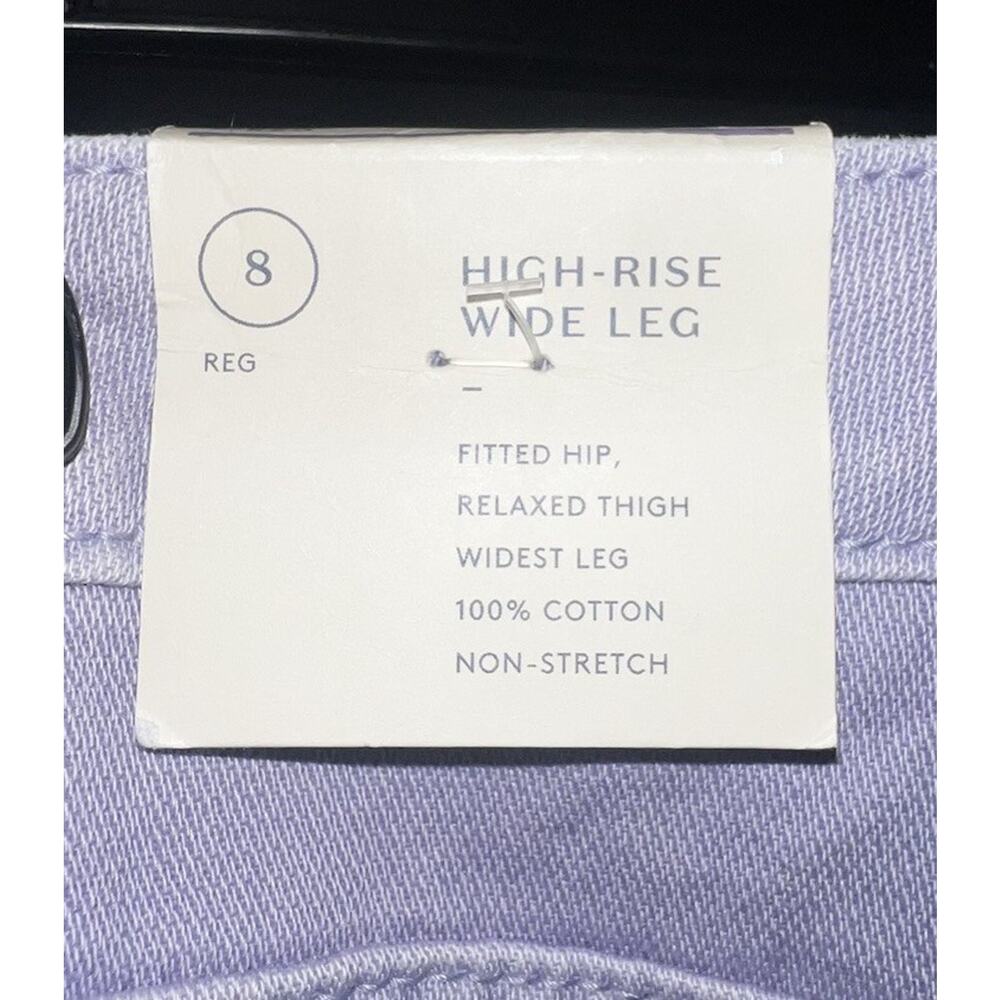 8
REG
HIGH-RISE
WIDE LEG
–
FITTED HIP,
RELAXED THIGH
WIDEST LEG
100% COTTON
NON-STRETCH